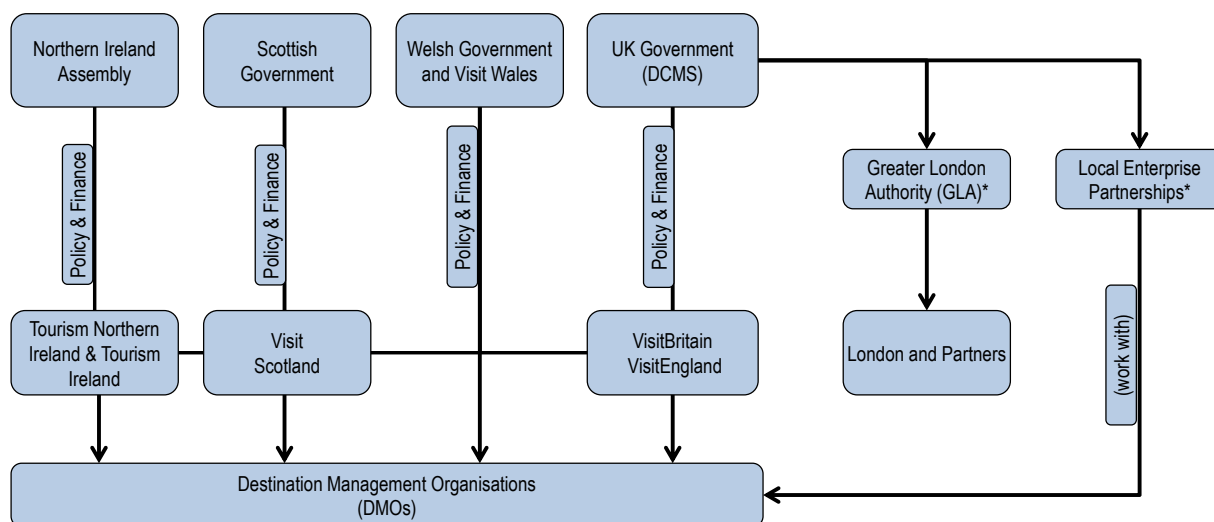 Northern Ireland
Assembly
Scottish
Government
Welsh Government
and Visit Wales
UK Government
(DCMS)
Policy & Finance
Policy & Finance
Policy & Finance
Policy & Finance
Greater London
Authority (GLA)*
Local Enterprise
Partnerships*
Tourism Northern
Ireland & Tourism
Ireland
Visit
Scotland
VisitBritain
VisitEngland
London and Partners
(work with)
Destination Management Organisations
(DMOs)